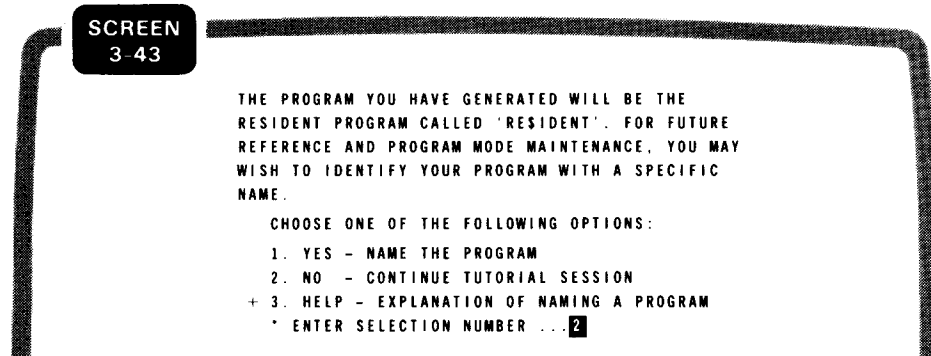 SCREEN
3-43
THE PROGRAM YOU HAVE GENERATED WILL BE THE
RESIDENT PROGRAM CALLED 'RE$IDENT'. FOR FUTURE
REFERENCE AND PROGRAM MODE MAINTENANCE, YOU MAY
WISH TO IDENTIFY YOUR PROGRAM WITH A SPECIFIC
NAME.
CHOOSE ONE OF THE FOLLOWING OPTIONS:
1. YES – NAME THE PROGRAM
2. NO – CONTINUE TUTORIAL SESSION
+ 3. HELP – EXPLANATION OF NAMING A PROGRAM
* ENTER SELECTION NUMBER ...2